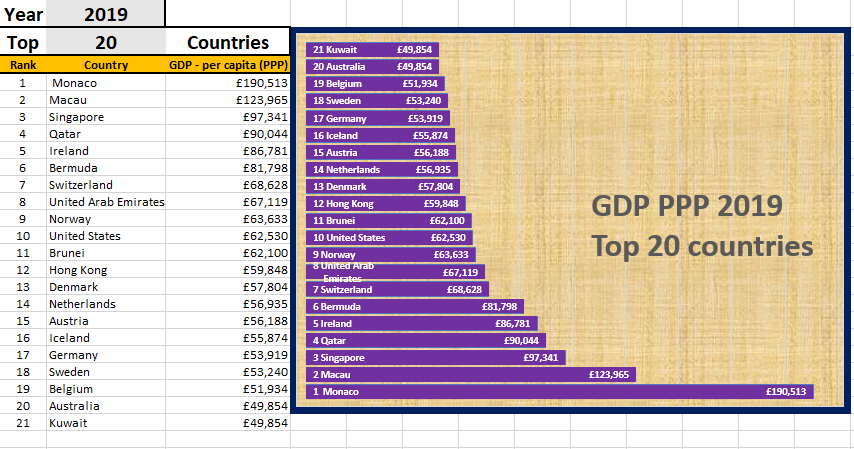 Year 2019
Top 20 Countries
Rank Country GDP - per capita (PPP)
1 Monaco £190,513
2 Macau £123,965
3 Singapore £97,341
4 Qatar £90,044
5 Ireland £86,781
6 Bermuda £81,798
7 Switzerland £68,628
8 United Arab Emirates £67,119
9 Norway £63,633
10 United States £62,530
11 Brunei £62,100
12 Hong Kong £59,848
13 Denmark £57,804
14 Netherlands £56,935
15 Austria £56,188
16 Iceland £55,874
17 Germany £53,919
18 Sweden £53,240
19 Belgium £51,934
20 Australia £49,854
21 Kuwait £49,854
21 Kuwait £49,854
20 Australia £49,854
19 Belgium £51,934
18 Sweden £53,240
17 Germany £53,919
16 Iceland £55,874
15 Austria £56,188
14 Netherlands £56,935
13 Denmark £57,804
12 Hong Kong £59,848
11 Brunei £62,100
10 United States £62,530
9 Norway £63,633
8 United Arab
Emirates £67,119
7 Switzerland £68,628
6 Bermuda £81,798
5 Ireland £86,781
4 Qatar £90,044
3 Singapore £97,341
2 Macau £123,965
1 Monaco £190,513
GDP PPP 2019
Top 20 countries